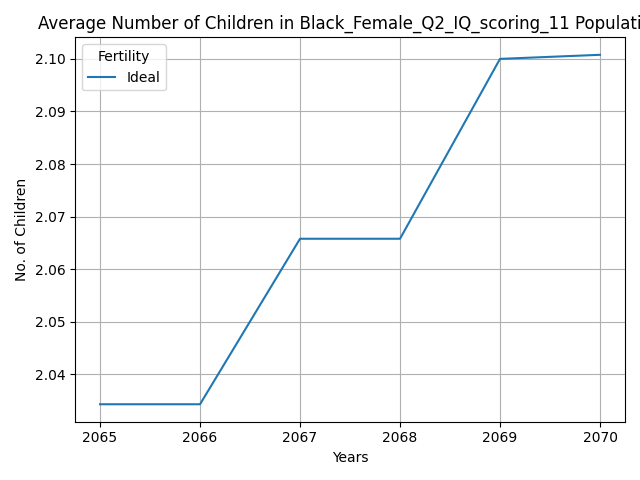 Average Number of Children in Black_Female_Q2_IQ_scoring_11 Populati
Fertility
Ideal
2.10
2.09
2.08
2.07
2.06
2.05
2.04
No. of Children
2065 2066 2067 2068 2069 2070
Years